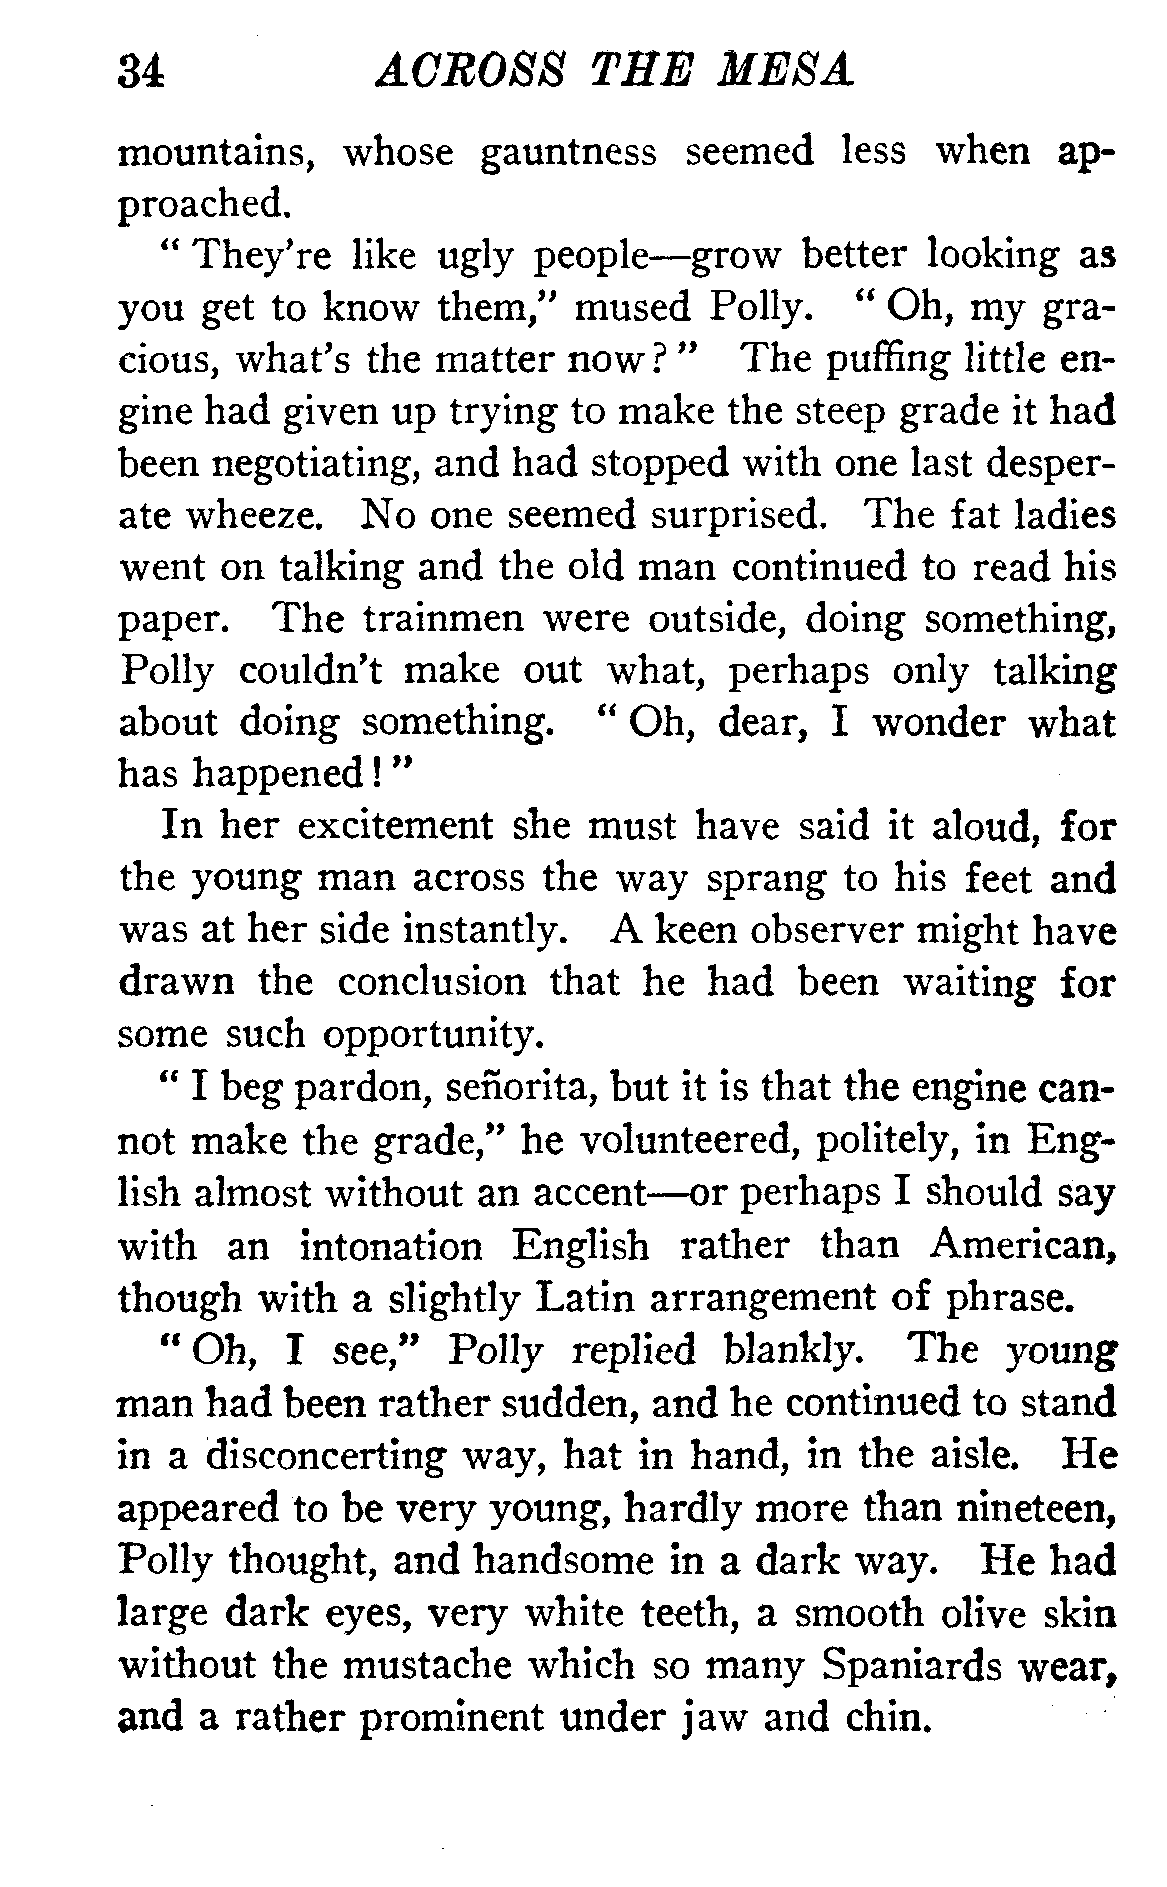 34 ACROSS THE MESA
mountains, whose gauntness seemed less when ap-
proached.
" They're like ugly people—grow better looking as
you get to know them," mused Polly. " Oh, my gra-
cious, what's the matter now? " The puffing little en-
gine had given up trying to make the steep grade it had
been negotiating, and had stopped with one last desper-
ate wheeze. No one seemed surprised. The fat ladies
went on talking and the old man continued to read his
paper. The trainmen were outside, doing something,
Polly couldn't make out what, perhaps only talking
about doing something. " Oh, dear, I wonder what
has happened! "
In her excitement she must have said it aloud, for
the young man across the way sprang to his feet and
was at her side instantly. A keen observer might have
drawn the conclusion that he had been waiting for
some such opportunity.
" I beg pardon, señorita, but it is that the engine can-
not make the grade," he volunteered, politely, in Eng-
lish almost without an accent—or perhaps I should say
with an intonation English rather than American,
though with a slightly Latin arrangement of phrase.
" Oh, I see," Polly replied blankly. The young
man had been rather sudden, and he continued to stand
in a disconcerting way, hat in hand, in the aisle. He
appeared to be very young, hardly more than nineteen,
Polly thought, and handsome in a dark way. He had
large dark eyes, very white teeth, a smooth olive skin
without the mustache which so many Spaniards wear,
and a rather prominent under jaw and chin.